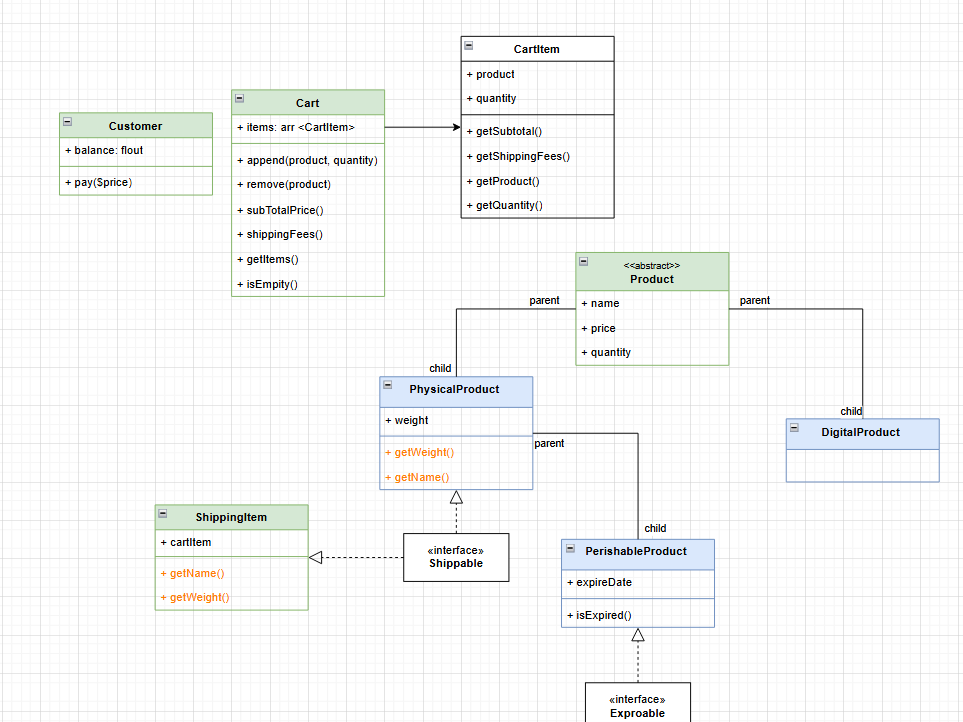 CartItem
+ product
+ quantity
+ getSubtotal()
+ getShippingFees()
+ getProduct()
+ getQuantity()
Cart
+ items: arr <CartItem>
+ append(product, quantity)
+ remove(product)
+ subTotalPrice()
+ shippingFees()
+ getItems()
+ isEmpity()
Customer
+ balance: flout
+ pay($price)
<<abstract>>
Product
+ name
+ price
+ quantity
parent
parent
child
child
PhysicalProduct
+ weight
+ getWeight()
+ getName()
DigitalProduct
parent
child
ShippingItem
+ cartItem
+ getName()
+ getWeight()
«interface»
Shippable
PerishableProduct
+ expireDate
+ isExpired()
«interface»
Exproable